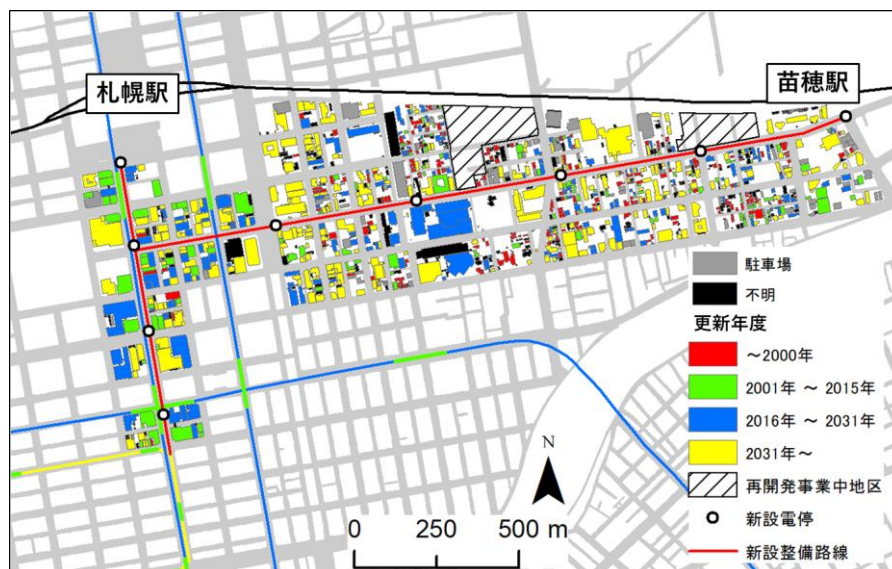 札幌駅
苗穂駅
駐車場
不明
更新年度
~2000年
2001年 ~ 2015年
2016年 ~ 2031年
2031年~
再開発事業中地区
新設電停
新設整備路線
N
0 250 500 m